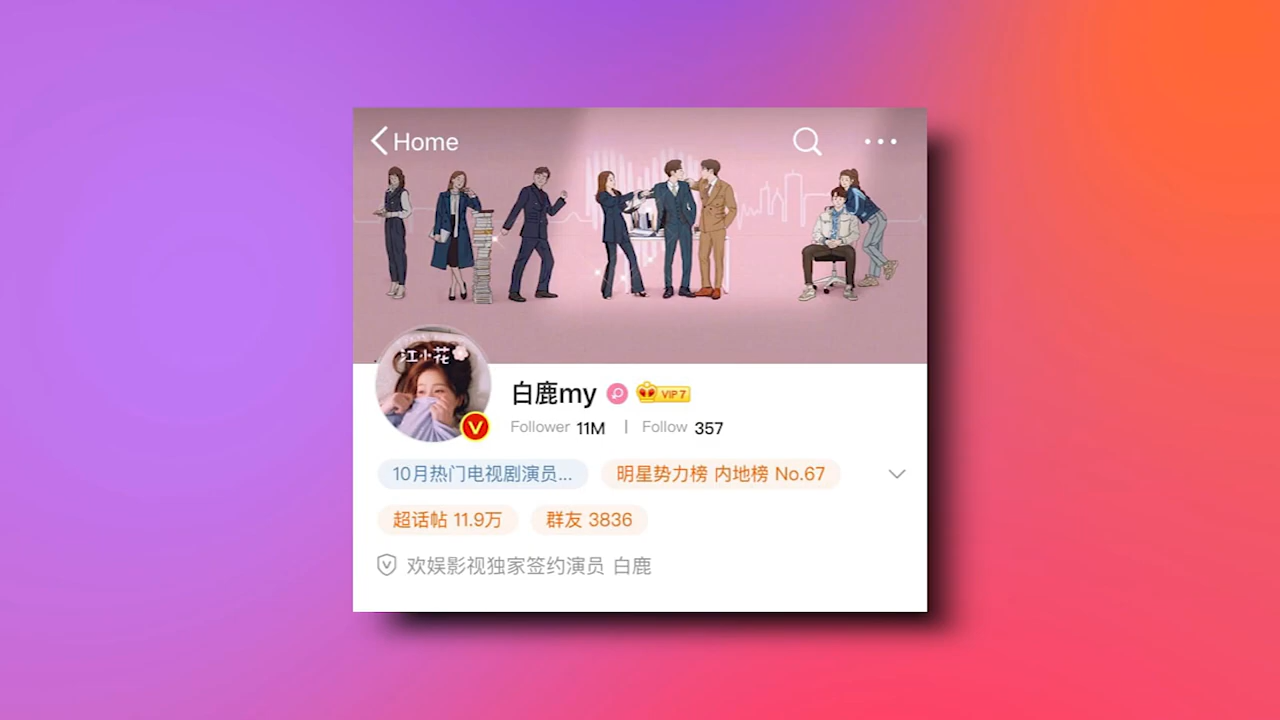 Home
江小花
白鹿my VIP 7
Follower 11M | Follow 357
10月热门电视剧演员... 明星势力榜 内地榜 No.67
超话帖 11.9万 群友 3836
欢娱影视独家签约演员 白鹿